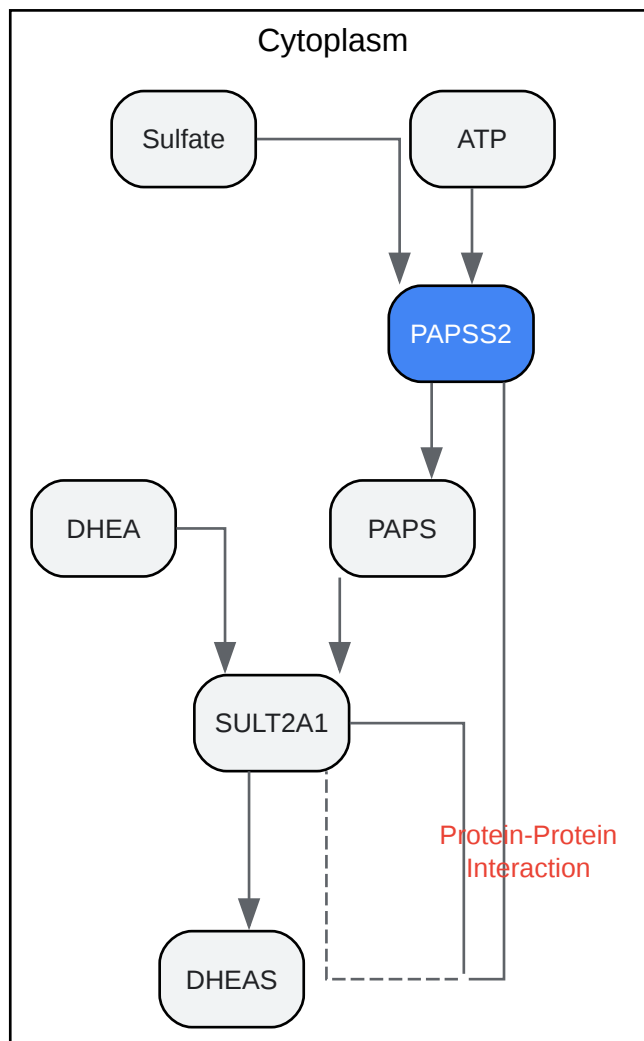 Cytoplasm
Sulfate
ATP
PAPSS2
DHEA
PAPS
SULT2A1
Protein-Protein
Interaction
DHEAS